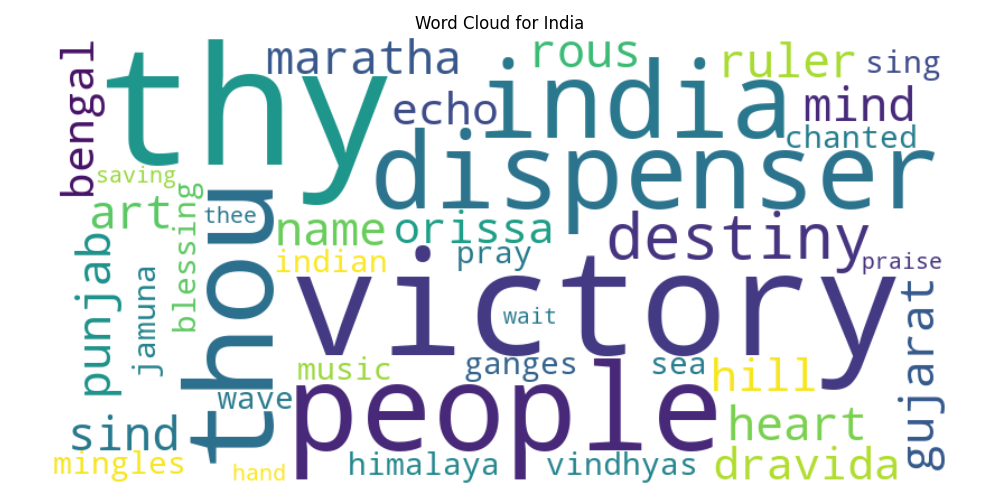 Word Cloud for India
bengal
thy
maratha
rous
ruler
sing
echo
india
mind
chanted
dispenser
saving
art
blessing
thee
thou
name
orissa
destiny
indian
pray
praise
punjab
jamuna
victory
wait
gujarat
music
ganges
sea
hill
wave
people
heart
sind
mingles
hand
himalaya
vindhyas
dravida